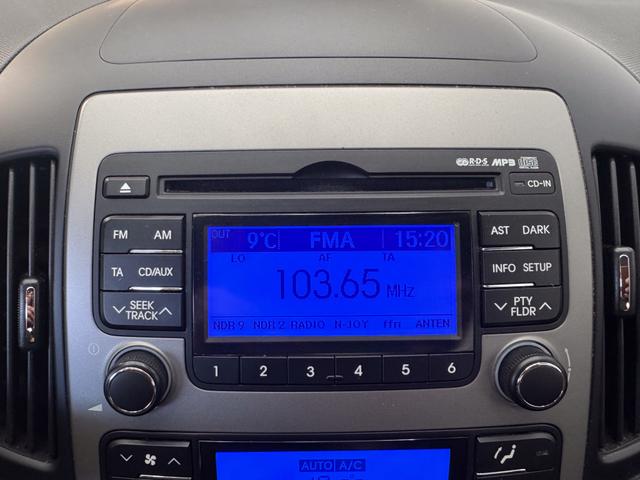 R·D·S MP3
CD-IN
FM AM
TA CD/AUX
SEEK
TRACK
OUT 9°C FMA 15:20
LO AF TA
103.65 MHz
NDR 9 NDR 2 RADIO N-JOY ffn ANTEN
AST DARK
INFO SETUP
PTY
FLDR
1 2 3 4 5 6
AUTO A/C